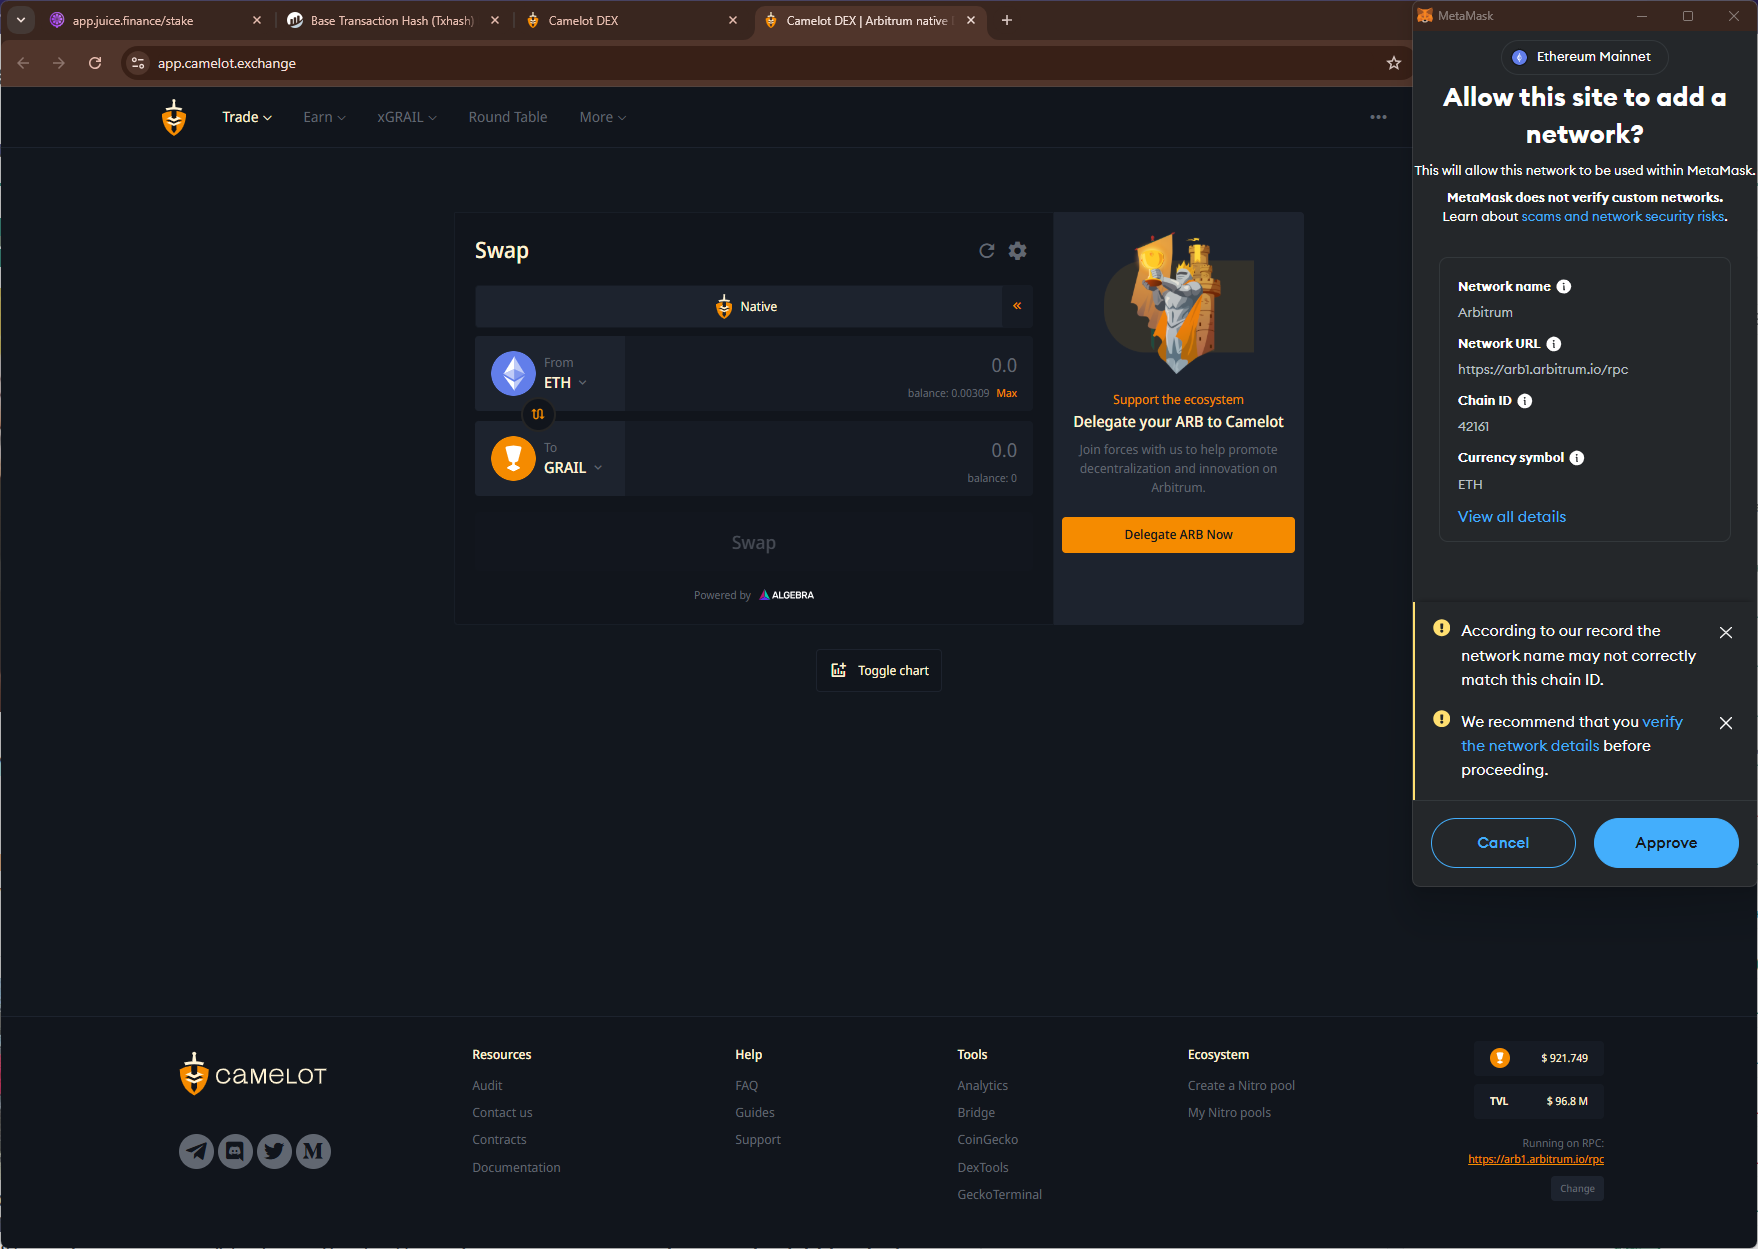 app.juice.finance/stake
Base Transaction Hash (Txhash)
Camelot DEX
Camelot DEX | Arbitrum native
app.camelot.exchange
Trade
Earn
xGRAIL
Round Table
More
Swap
Native
From
ETH
0.0
balance: 0.00309 Max
To
GRAIL
0.0
balance: 0
Swap
Powered by ALGEBRA
Support the ecosystem
Delegate your ARB to Camelot
Join forces with us to help promote
decentralization and innovation on
Arbitrum.
Delegate ARB Now
Toggle chart
MetaMask
Ethereum Mainnet
Allow this site to add a
network?
This will allow this network to be used within MetaMask.
MetaMask does not verify custom networks.
Learn about scams and network security risks.
Network name
Arbitrum
Network URL
https://arb1.arbitrum.io/rpc
Chain ID
42161
Currency symbol
ETH
View all details
According to our record the
network name may not correctly
match this chain ID.
We recommend that you verify
the network details before
proceeding.
Cancel
Approve
CAMELOT
Resources
Audit
Contact us
Contracts
Documentation
Help
FAQ
Guides
Support
Tools
Analytics
Bridge
CoinGecko
DexTools
GeckoTerminal
Ecosystem
Create a Nitro pool
My Nitro pools
$ 921.749
TVL $ 96.8 M
Running on RPC:
https://arb1.arbitrum.io/rpc
Change